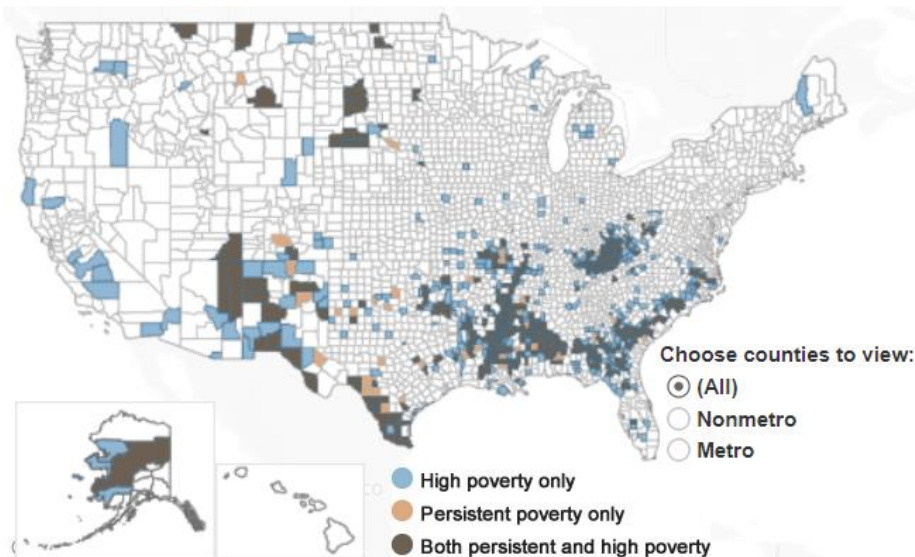 Choose counties to view:
(All)
Nonmetro
Metro
High poverty only
Persistent poverty only
Both persistent and high poverty